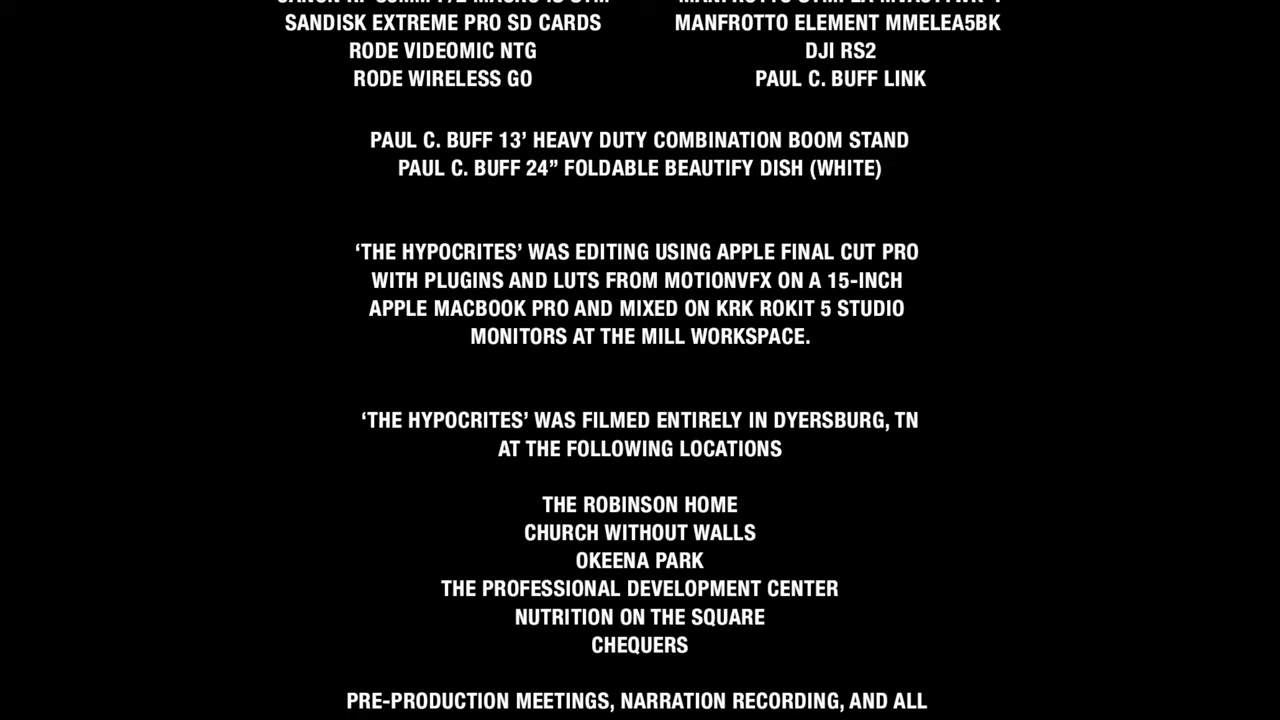 SANDISK EXTREME PRO SD CARDS
RODE VIDEOMIC NTG
RODE WIRELESS GO
MANFROTTO ELEMENT MMELEA5BK
DJI RS2
PAUL C. BUFF LINK
PAUL C. BUFF 13’ HEAVY DUTY COMBINATION BOOM STAND
PAUL C. BUFF 24” FOLDABLE BEAUTIFY DISH (WHITE)
‘THE HYPOCRITES’ WAS EDITING USING APPLE FINAL CUT PRO
WITH PLUGINS AND LUTS FROM MOTIONVFX ON A 15-INCH
APPLE MACBOOK PRO AND MIXED ON KRK ROKIT 5 STUDIO
MONITORS AT THE MILL WORKSPACE.
‘THE HYPOCRITES’ WAS FILMED ENTIRELY IN DYERSBURG, TN
AT THE FOLLOWING LOCATIONS
THE ROBINSON HOME
CHURCH WITHOUT WALLS
OKEENA PARK
THE PROFESSIONAL DEVELOPMENT CENTER
NUTRITION ON THE SQUARE
CHEQUERS
PRE-PRODUCTION MEETINGS, NARRATION RECORDING, AND ALL